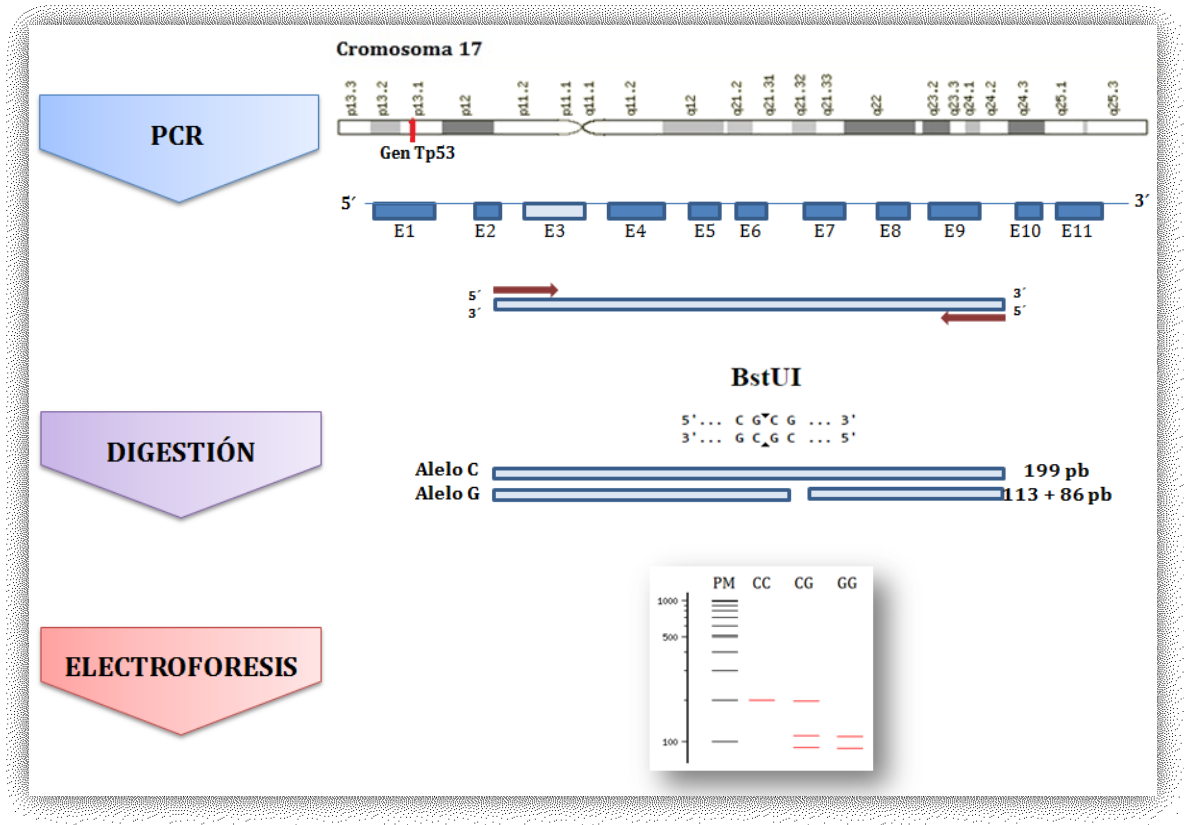 Cromosoma 17
p13.3 p13.2 p13.1 p12 p11.2 p11.1 q11.1 q11.2 q12 q21.2 q21.31 q21.32 q21.33 q22 q23.2 q23.3 q24.1 q24.2 q24.3 q25.1 q25.3
PCR
Gen Tp53
5´ 3´
E1 E2 E3 E4 E5 E6 E7 E8 E9 E10 E11
5´ 3´
3´ 5´
BstUI
5'... C G C G ... 3'
3'... G C G C ... 5'
DIGESTIÓN
Alelo C 199 pb
Alelo G 113 + 86 pb
PM CC CG GG
1000
500
100
ELECTROFORESIS